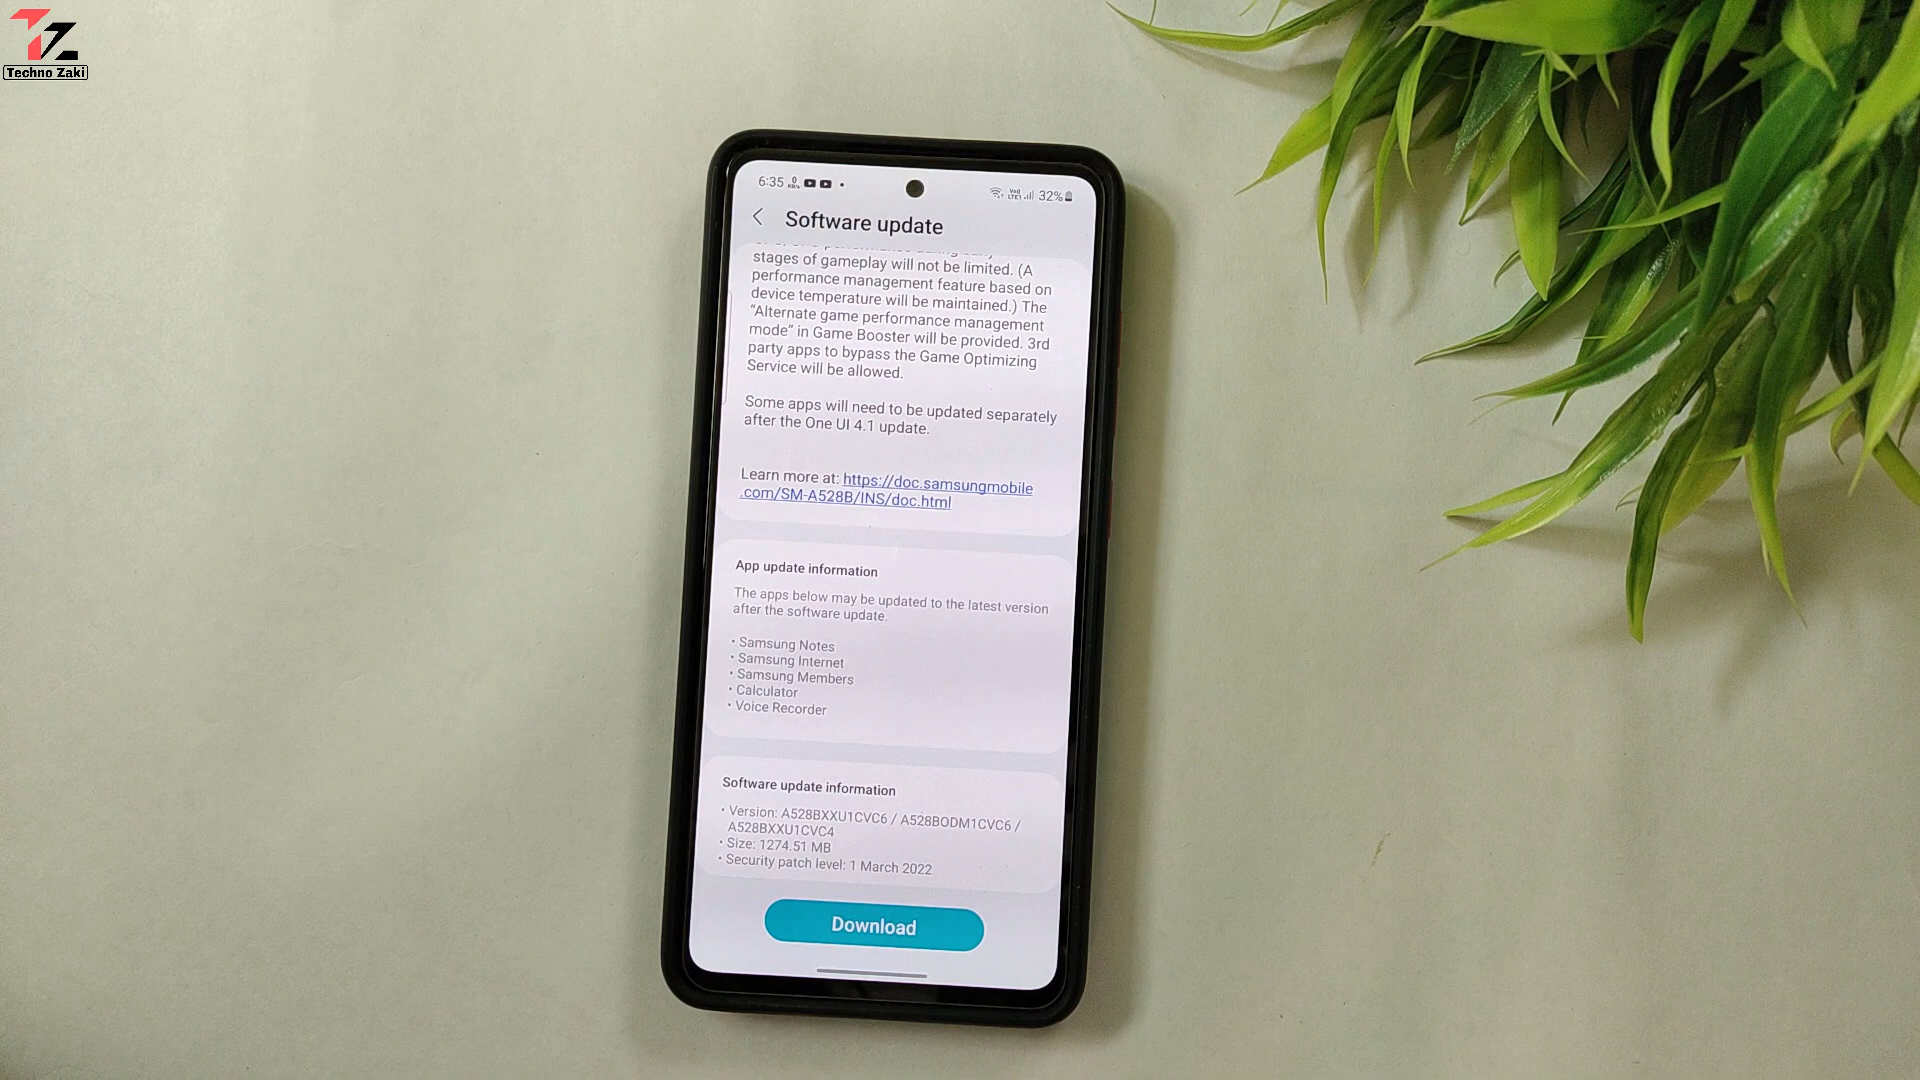 TZ
Techno Zaki
6:35 0 KB/s Vo) LTE1 32%
Software update
stages of gameplay will not be limited. (A
performance management feature based on
device temperature will be maintained.) The
“Alternate game performance management
mode” in Game Booster will be provided. 3rd
party apps to bypass the Game Optimizing
Service will be allowed.
Some apps will need to be updated separately
after the One UI 4.1 update.
Learn more at: https://doc.samsungmobile
.com/SM-A528B/INS/doc.html
App update information
The apps below may be updated to the latest version
after the software update.
• Samsung Notes
• Samsung Internet
• Samsung Members
• Calculator
• Voice Recorder
Software update information
• Version: A528BXXU1CVC6 / A528BODM1CVC6 /
A528BXXU1CVC4
• Size: 1274.51 MB
• Security patch level: 1 March 2022
Download